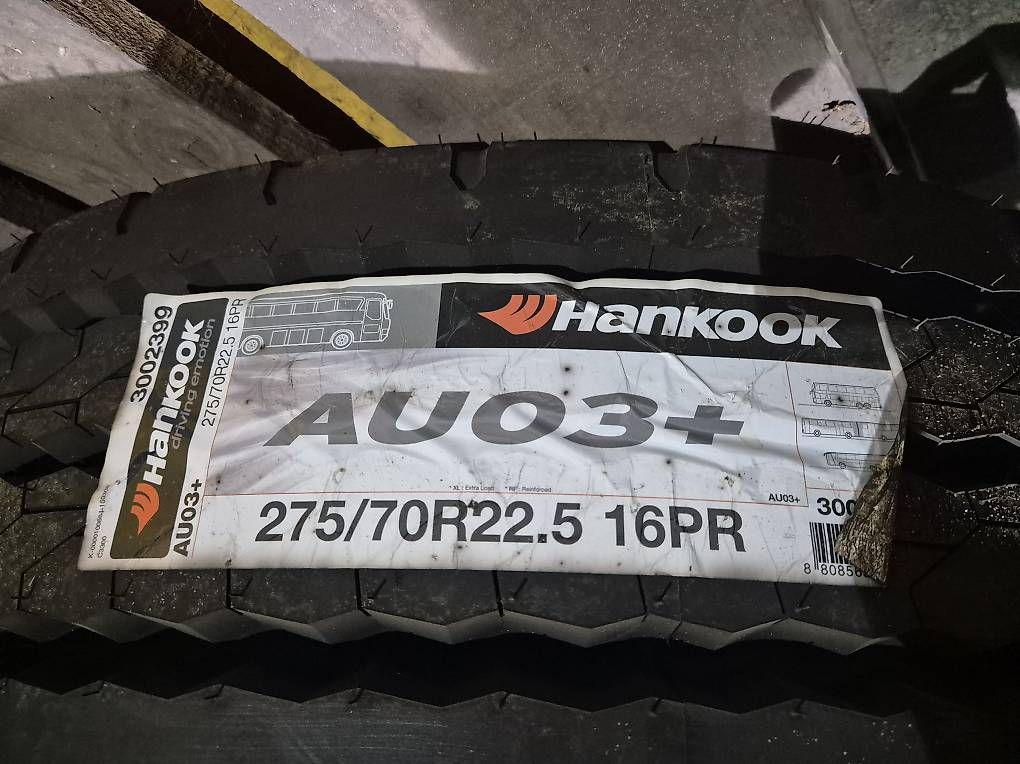 3002399
Hankook
driving emotion
AU03+
275/70R22.5 16PR
Hankook
AU03+
* XL : Extra Load * RF : Reinforced
275/70R22.5 16PR
AU03+
300
8 80856